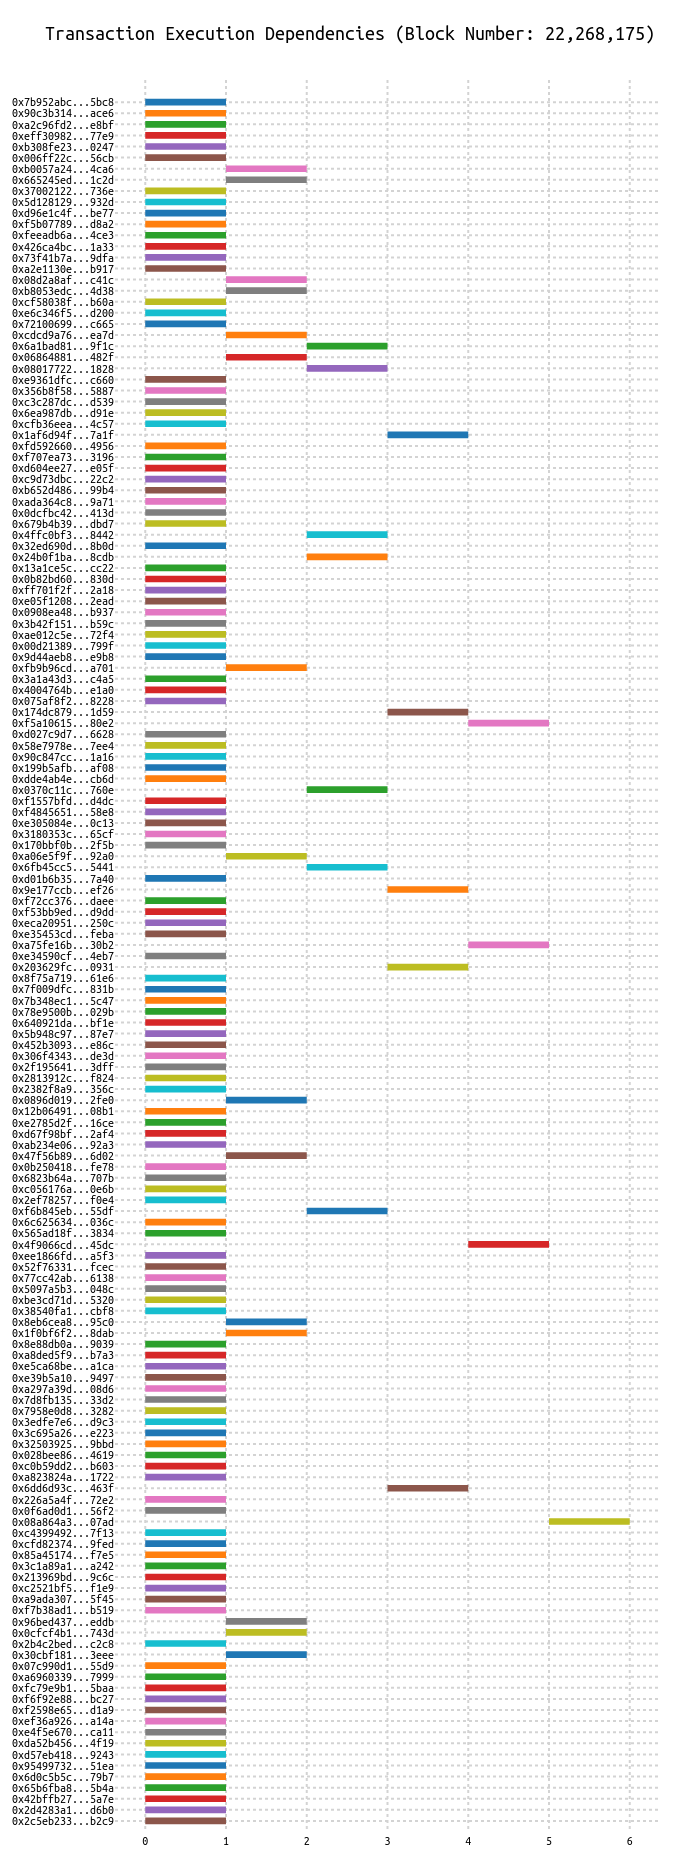 Transaction Execution Dependencies (Block Number: 22,268,175)
0x7b952abc...5bc8
0x90c3b314...ace6
0xa2c96fd2...e8bf
0xeff30982...77e9
0xb308fe23...0247
0x006ff22c...56cb
0xb0057a24...4ca6
0x665245ed...1c2d
0x37002122...736e
0x5d128129...932d
0xd96e1c4f...be77
0xf5b07789...d8a2
0xfeeadb6a...4ce3
0x426ca4bc...1a33
0x73f41b7a...9dfa
0xa2e1130e...b917
0x08d2a8af...c41c
0xb8053edc...4d38
0xcf58038f...b60a
0xe6c346f5...d200
0x72100699...c665
0xcdcd9a76...ea7d
0x6a1bad81...9f1c
0x06864881...482f
0x08017722...1828
0xe9361dfc...c660
0x356b8f58...5887
0xc3c287dc...d539
0x6ea987db...d91e
0xcfb36eea...4c57
0x1af6d94f...7a1f
0xfd592660...4956
0xf707ea73...3196
0xd604ee27...e05f
0xc9d73dbc...22c2
0xb652d486...99b4
0xada364c8...9a71
0x0dcfbc42...413d
0x679b4b39...dbd7
0x4ffc0bf3...8442
0x32ed690d...8b0d
0x24b0f1ba...8cdb
0x13a1ce5c...cc22
0x0b82bd60...830d
0xff701f2f...2a18
0xe05f1208...2ead
0x0908ea48...b937
0x3b42f151...b59c
0xae012c5e...72f4
0x00d21389...799f
0x9d44aeb8...e9b8
0xfb9b96cd...a701
0x3a1a43d3...c4a5
0x4004764b...e1a0
0x075af8f2...8228
0x174dc879...1d59
0xf5a10615...80e2
0xd027c9d7...6628
0x58e7978e...7ee4
0x90c847cc...1a16
0x199b5afb...af08
0xdde4ab4e...cb6d
0x0370c11c...760e
0xf1557bfd...d4dc
0xf4845651...58e8
0xe305084e...0c13
0x3180353c...65cf
0x170bbf0b...2f5b
0xa06e5f9f...92a0
0x6fb45cc5...5441
0xd01b6b35...7a40
0x9e177ccb...ef26
0xf72cc376...daee
0xf53bb9ed...d9dd
0xeca20951...250c
0xe35453cd...feba
0xa75fe16b...30b2
0xe34590cf...4eb7
0x203629fc...0931
0x8f75a719...61e6
0x7f009dfc...831b
0x7b348ec1...5c47
0x78e9500b...029b
0x640921da...bf1e
0x5b948c97...87e7
0x452b3093...e86c
0x306f4343...de3d
0x2f195641...3dff
0x2813912c...f824
0x2382f8a9...356c
0x0896d019...2fe0
0x12b06491...08b1
0xe2785d2f...16ce
0xd67f98bf...2af4
0xab234e06...92a3
0x47f56b89...6d02
0x0b250418...fe78
0x6823b64a...707b
0xc056176a...0e6b
0x2ef78257...f0e4
0xf6b845eb...55df
0x6c625634...036c
0x565ad18f...3834
0x4f9066cd...45dc
0xee1866fd...a5f3
0x52f76331...fcec
0x77cc42ab...6138
0x5097a5b3...048c
0xbe3cd71d...5320
0x38540fa1...cbf8
0x8eb6cea8...95c0
0x1f0bf6f2...8dab
0x8e88db0a...9039
0xa8ded5f9...b7a3
0xe5ca68be...a1ca
0xe39b5a10...9497
0xa297a39d...08d6
0x7d8fb135...33d2
0x7958e0d8...3282
0x3edfe7e6...d9c3
0x3c695a26...e223
0x32503925...9bbd
0x028bee86...4619
0xc0b59dd2...b603
0xa823824a...1722
0x6dd6d93c...463f
0x226a5a4f...72e2
0x0f6ad0d1...56f2
0x08a864a3...07ad
0xc4399492...7f13
0xcfd82374...9fed
0x85a45174...f7e5
0x3c1a89a1...a242
0x213969bd...9c6c
0xc2521bf5...f1e9
0xa9ada307...5f45
0xf7b38ad1...b519
0x96bed437...eddb
0x0cfcf4b1...743d
0x2b4c2bed...c2c8
0x30cbf181...3eee
0x07c990d1...55d9
0xa6960339...7999
0xfc79e9b1...5baa
0xf6f92e88...bc27
0xf2598e65...d1a9
0xef36a926...a14a
0xe4f5e670...ca11
0xda52b456...4f19
0xd57eb418...9243
0x95499732...51ea
0x6d0c5b5c...79b7
0x65b6fba8...5b4a
0x42bffb27...5a7e
0x2d4283a1...d6b0
0x2c5eb233...b2c9
0 1 2 3 4 5 6